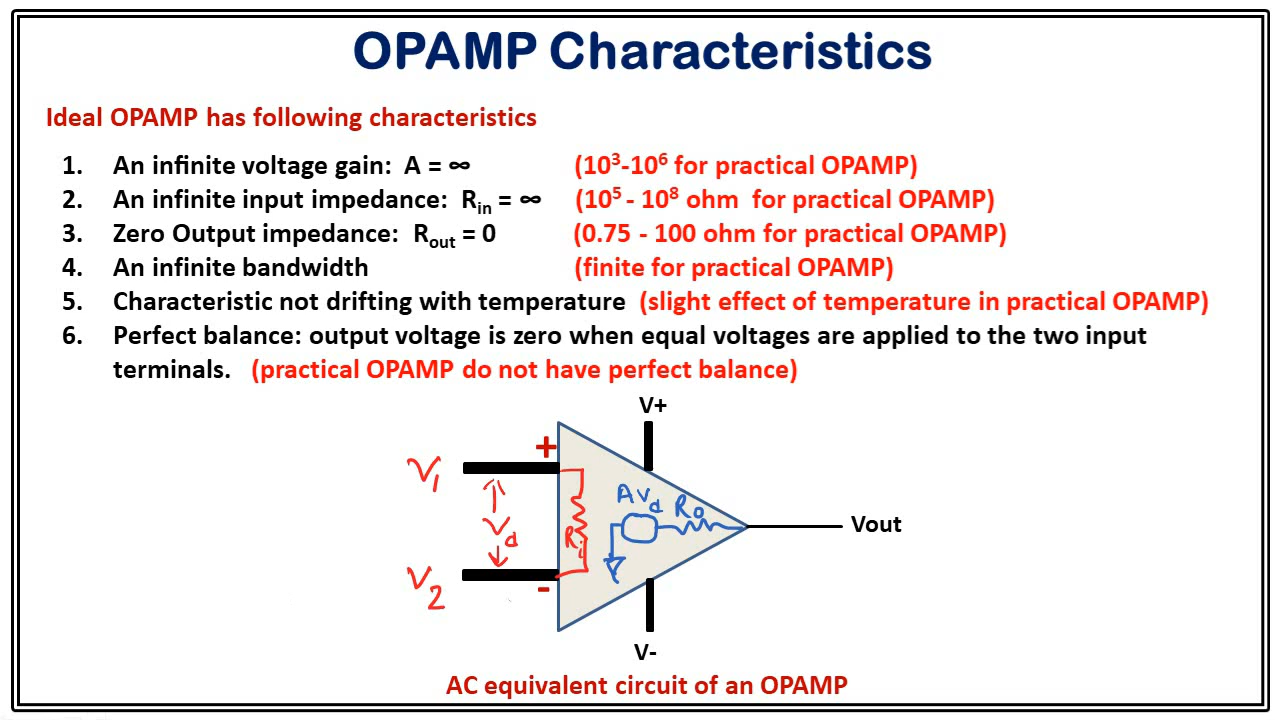 OPAMP Characteristics
Ideal OPAMP has following characteristics
1. An infinite voltage gain: A = ∞ (10³-10⁶ for practical OPAMP)
2. An infinite input impedance: Rin = ∞ (10⁵ - 10⁸ ohm for practical OPAMP)
3. Zero Output impedance: Rout = 0 (0.75 - 100 ohm for practical OPAMP)
4. An infinite bandwidth (finite for practical OPAMP)
5. Characteristic not drifting with temperature (slight effect of temperature in practical OPAMP)
6. Perfect balance: output voltage is zero when equal voltages are applied to the two input
terminals. (practical OPAMP do not have perfect balance)
V+
+
V1
AVd Ro
Vd
Ri
Vout
V2
-
V-
AC equivalent circuit of an OPAMP